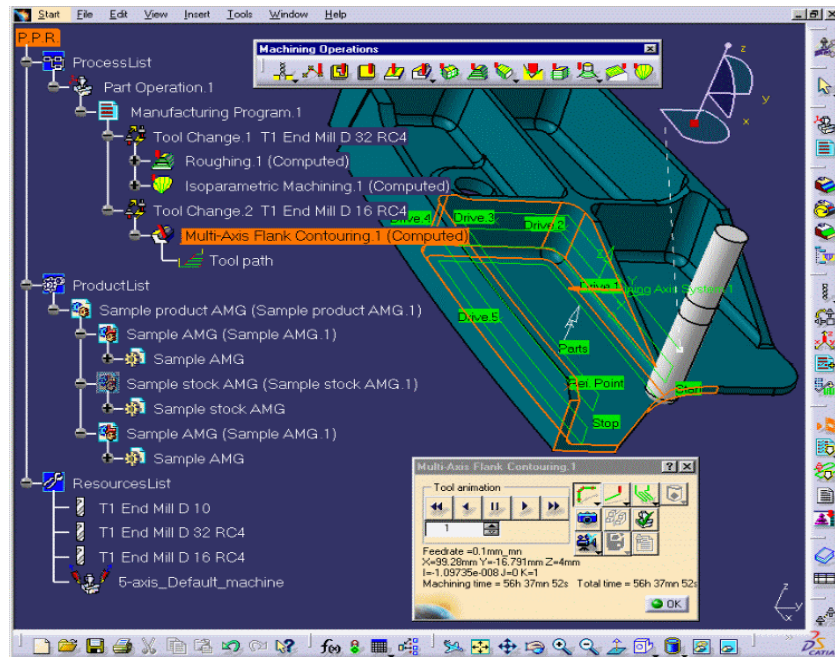 Start File Edit View Insert Tools Window Help
P.P.R
Machining Operations
ProcessList
Part Operation.1
Manufacturing Program.1
Tool Change.1 T1 End Mill D 32 RC4
Roughing.1 (Computed)
Isoparametric Machining.1 (Computed)
Tool Change.2 T1 End Mill D 16 RC4
Multi-Axis Flank Contouring.1 (Computed)
Tool path
ProductList
Sample product AMG (Sample product AMG.1)
Sample AMG (Sample AMG.1)
Sample AMG
Sample stock AMG (Sample stock AMG.1)
Sample stock AMG
Sample AMG (Sample AMG.1)
Sample AMG
ResourcesList
T1 End Mill D 10
T1 End Mill D 32 RC4
T1 End Mill D 16 RC4
5-axis_Default_machine
z
y
x
Drive.4
Drive.3
Drive.2
Drive.1
Axis System.1
Drive.5
Parts
Point
Start
Stop
Multi-Axis Flank Contouring.1
Tool animation
1
Feedrate =0.1mm_mn
X=99.28mm Y=-16.791mm Z=4mm
I=-1.09735e-008 J=0 K=1
Machining time = 56h 37mn 52s Total time = 56h 37mn 52s
OK
z
y
x
f(x)
CATIA